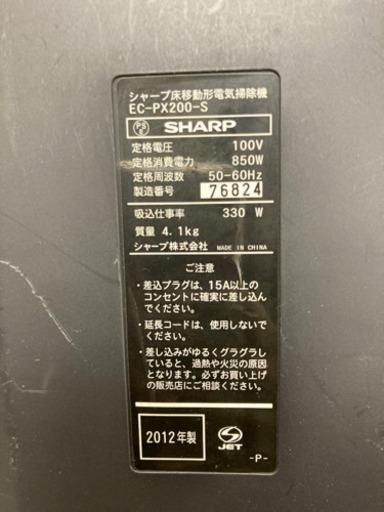 シャープ床移動形電気掃除機
EC-PX200-S
PS
E
SHARP
定格電圧 100V
定格消費電力 850W
定格周波数 50-60Hz
製造番号 76824
吸込仕事率 330 W
質量 4.1kg
シャープ株式会社 MADE IN CHINA
ご注意
・差込プラグは、15A以上の
コンセントに確実に差し込ん
でください。
・延長コードは、使用しないで
ください。
・差し込みがゆるくグラグラし
ていると、過熱や火災の原因
となります。必ずお買い上げ
の販売店にご相談ください。
2012年製
JET
-P-